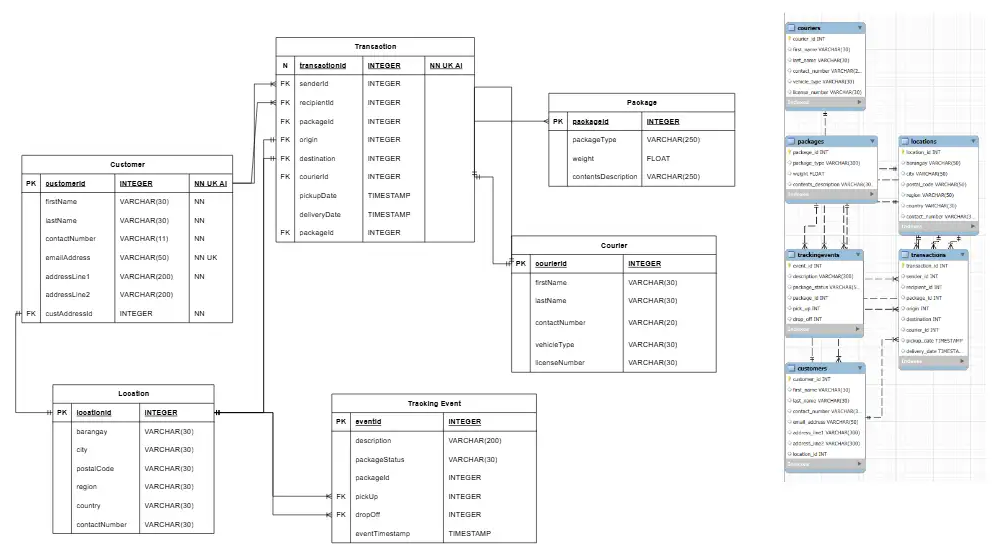 Transaction
N transactionId INTEGER NN UK AI
FK senderId INTEGER
FK recipientId INTEGER
FK packageId INTEGER
FK origin INTEGER
FK destination INTEGER
FK courierId INTEGER
pickupDate TIMESTAMP
deliveryDate TIMESTAMP
FK packageId INTEGER
Package
PK packageId INTEGER
packageType VARCHAR(250)
weight FLOAT
contentsDescription VARCHAR(250)
Customer
PK customerId INTEGER NN UK AI
firstName VARCHAR(30) NN
lastName VARCHAR(30) NN
contactNumber VARCHAR(11) NN
emailAddress VARCHAR(50) NN UK
addressLine1 VARCHAR(200) NN
addressLine2 VARCHAR(200)
FK custAddressId INTEGER NN
Courier
PK courierId INTEGER
firstName VARCHAR(30)
lastName VARCHAR(30)
contactNumber VARCHAR(20)
vehicleType VARCHAR(30)
licenseNumber VARCHAR(30)
Location
PK locationId INTEGER
barangay VARCHAR(30)
city VARCHAR(30)
postalCode VARCHAR(30)
region VARCHAR(30)
country VARCHAR(30)
contactNumber VARCHAR(30)
Tracking Event
PK eventId INTEGER
description VARCHAR(200)
packageStatus VARCHAR(30)
packageId INTEGER
FK pickUp INTEGER
FK dropOff INTEGER
eventTimestamp TIMESTAMP
couriers
courier_id INT
first_name VARCHAR(30)
last_name VARCHAR(30)
contact_number VARCHAR(2...
vehicle_type VARCHAR(30)
license_number VARCHAR(30)
Indexes
packages
package_id INT
package_type VARCHAR(300)
weight FLOAT
contents_description VARCHAR(30...
Indexes
locations
location_id INT
barangay VARCHAR(50)
city VARCHAR(50)
postal_code VARCHAR(50)
region VARCHAR(50)
country VARCHAR(50)
contact_number VARCHAR(3...
Indexes
trackingevents
event_id INT
description VARCHAR(300)
package_status VARCHAR(5...
package_id INT
pick_up INT
drop_off INT
Indexes
transactions
transaction_id INT
sender_id INT
recipient_id INT
package_id INT
origin INT
destination INT
courier_id INT
pickup_date TIMESTAMP
delivery_date TIMESTA...
Indexes
customers
customer_id INT
first_name VARCHAR(30)
last_name VARCHAR(30)
contact_number VARCHAR(3...
email_address VARCHAR(50)
address_line1 VARCHAR(300)
address_line2 VARCHAR(300)
location_id INT
Indexes